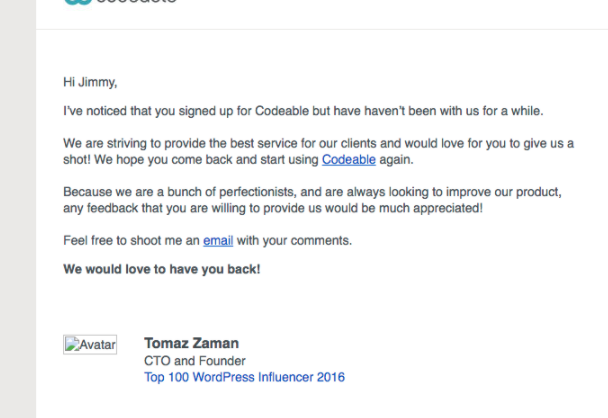 Hi Jimmy,
I've noticed that you signed up for Codeable but have haven't been with us for a while.
We are striving to provide the best service for our clients and would love for you to give us a
shot! We hope you come back and start using Codeable again.
Because we are a bunch of perfectionists, and are always looking to improve our product,
any feedback that you are willing to provide us would be much appreciated!
Feel free to shoot me an email with your comments.
We would love to have you back!
Avatar
Tomaz Zaman
CTO and Founder
Top 100 WordPress Influencer 2016